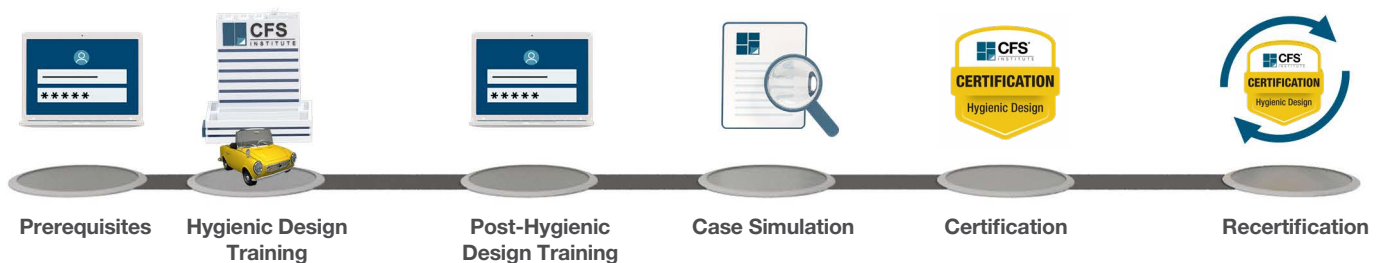 CFS
INSTITUTE
*****
*****
CFS
INSTITUTE
CERTIFICATION
Hygienic Design
CFS
INSTITUTE
CERTIFICATION
Hygienic Design
Prerequisites
Hygienic Design
Training
Post-Hygienic
Design Training
Case Simulation
Certification
Recertification